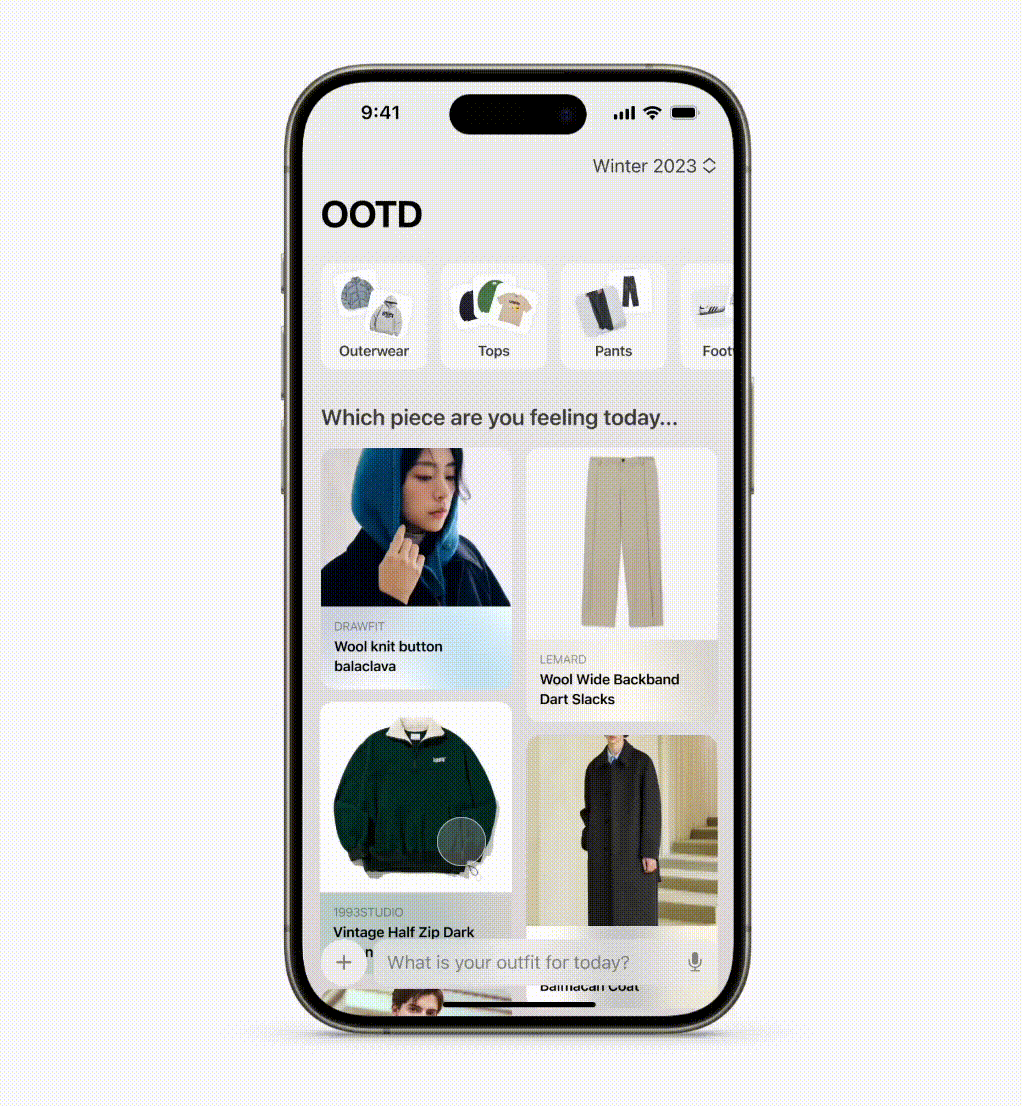 9:41
Winter 2023
OOTD
Outerwear
Tops
Pants
Foot
Which piece are you feeling today...
DRAWFIT
Wool knit button
balaclava
LEMARD
Wool Wide Backband
Dart Slacks
1993STUDIO
Vintage Half Zip Dark
What is your outfit for today?
Balmacan Coat